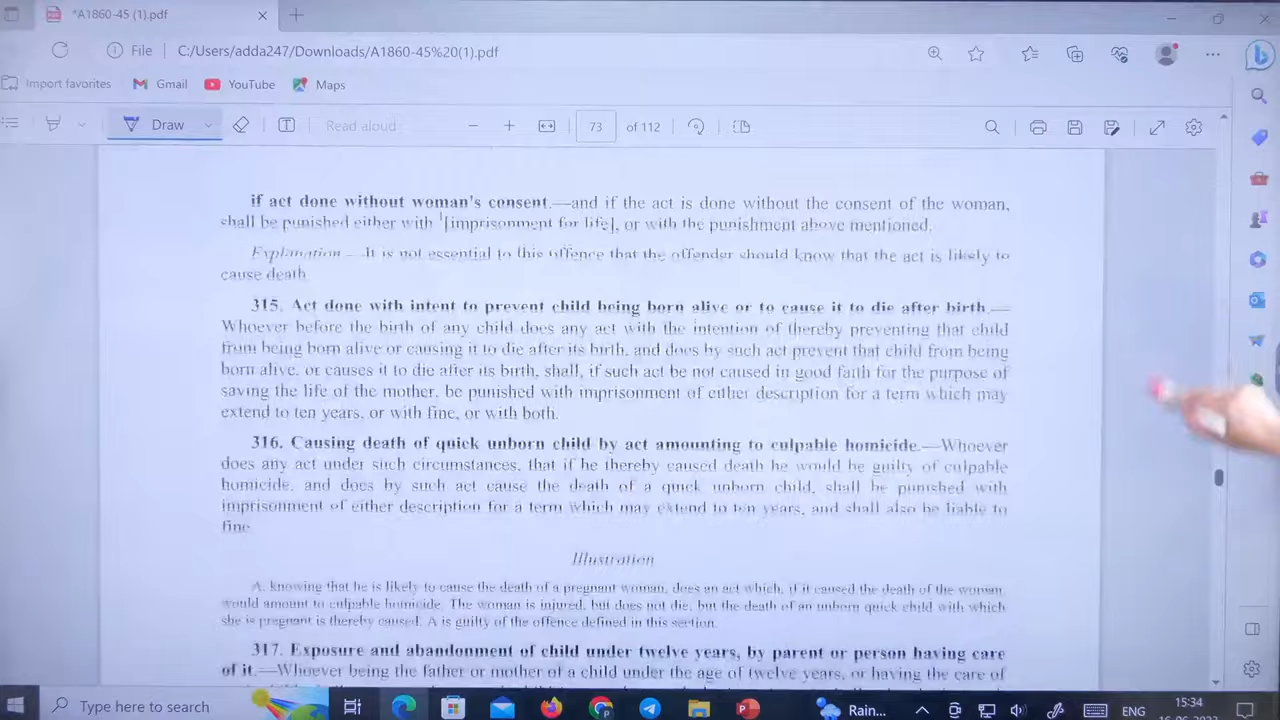 *A1860-45 (1).pdf
File C:/Users/adda247/Downloads/A1860-45%20(1).pdf
Import favorites Gmail YouTube Maps
Draw Read aloud 73 of 112
if act done without woman's consent.—and if the act is done without the consent of the woman,
shall be punished either with 1[imprisonment for life], or with the punishment above mentioned.
Explanation.—It is not essential to this offence that the offender should know that the act is likely to
cause death.
315. Act done with intent to prevent child being born alive or to cause it to die after birth.—
Whoever before the birth of any child does any act with the intention of thereby preventing that child
from being born alive or causing it to die after its birth, and does by such act prevent that child from being
born alive, or causes it to die after its birth, shall, if such act be not caused in good faith for the purpose of
saving the life of the mother, be punished with imprisonment of either description for a term which may
extend to ten years, or with fine, or with both.
316. Causing death of quick unborn child by act amounting to culpable homicide.—Whoever
does any act under such circumstances, that if he thereby caused death he would be guilty of culpable
homicide, and does by such act cause the death of a quick unborn child, shall be punished with
imprisonment of either description for a term which may extend to ten years, and shall also be liable to
fine.
Illustration
A, knowing that he is likely to cause the death of a pregnant woman, does an act which, if it caused the death of the woman,
would amount to culpable homicide. The woman is injured, but does not die; but the death of an unborn quick child with which
she is pregnant is thereby caused. A is guilty of the offence defined in this section.
317. Exposure and abandonment of child under twelve years, by parent or person having care
of it.—Whoever being the father or mother of a child under the age of twelve years, or having the care of
Type here to search Rain... ENG 15:34